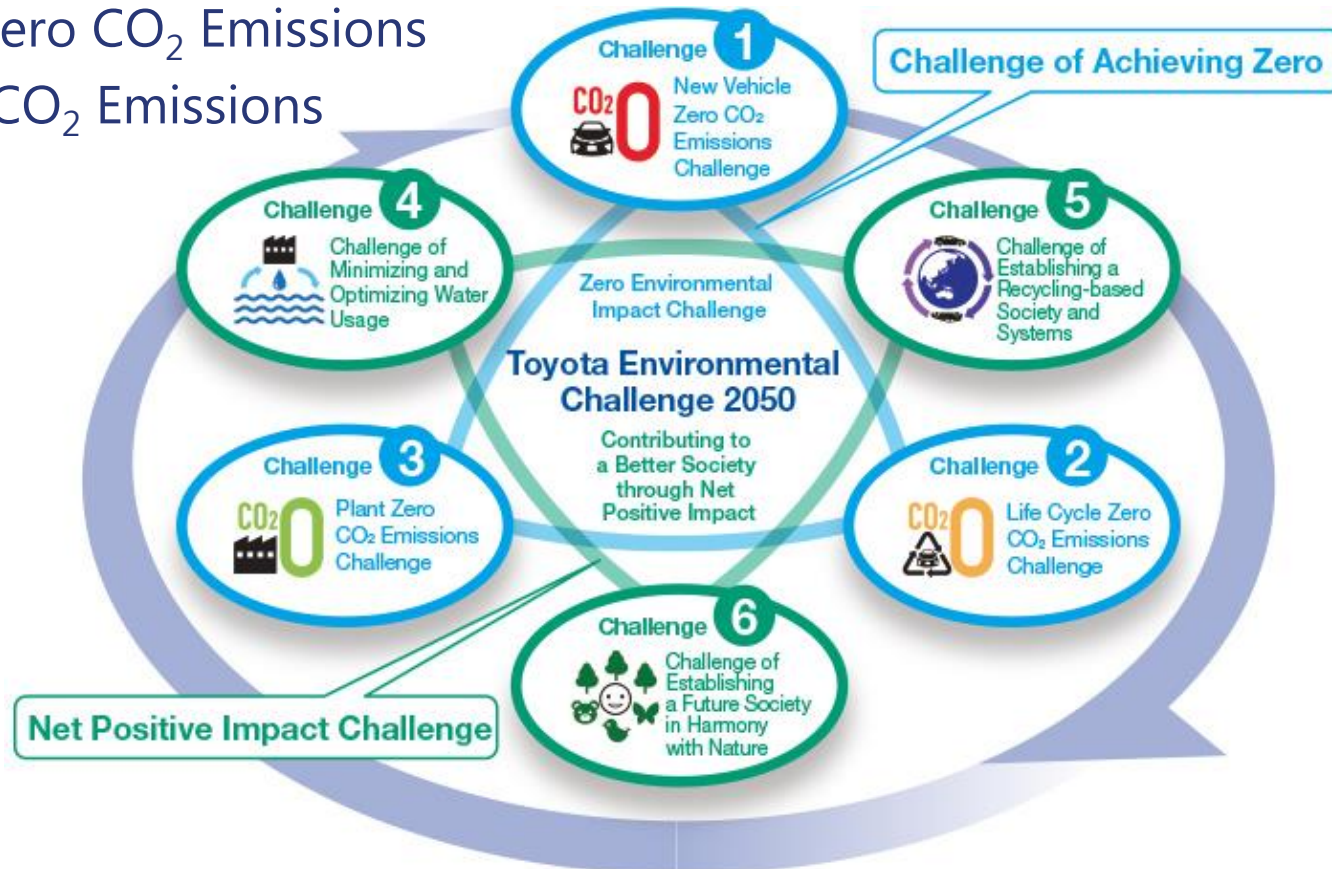 ero CO₂ Emissions
CO₂ Emissions
Challenge 1
CO₂ 0
New Vehicle
Zero CO₂
Emissions
Challenge
Challenge of Achieving Zero
Challenge 4
Challenge of
Minimizing and
Optimizing Water
Usage
Challenge 5
Challenge of
Establishing a
Recycling-based
Society and
Systems
Zero Environmental
Impact Challenge
Toyota Environmental
Challenge 2050
Contributing to
a Better Society
through Net
Positive Impact
Challenge 3
CO₂ 0
Plant Zero
CO₂ Emissions
Challenge
Challenge 2
CO₂ 0
Life Cycle Zero
CO₂ Emissions
Challenge
Challenge 6
Challenge of
Establishing
a Future Society
in Harmony
with Nature
Net Positive Impact Challenge